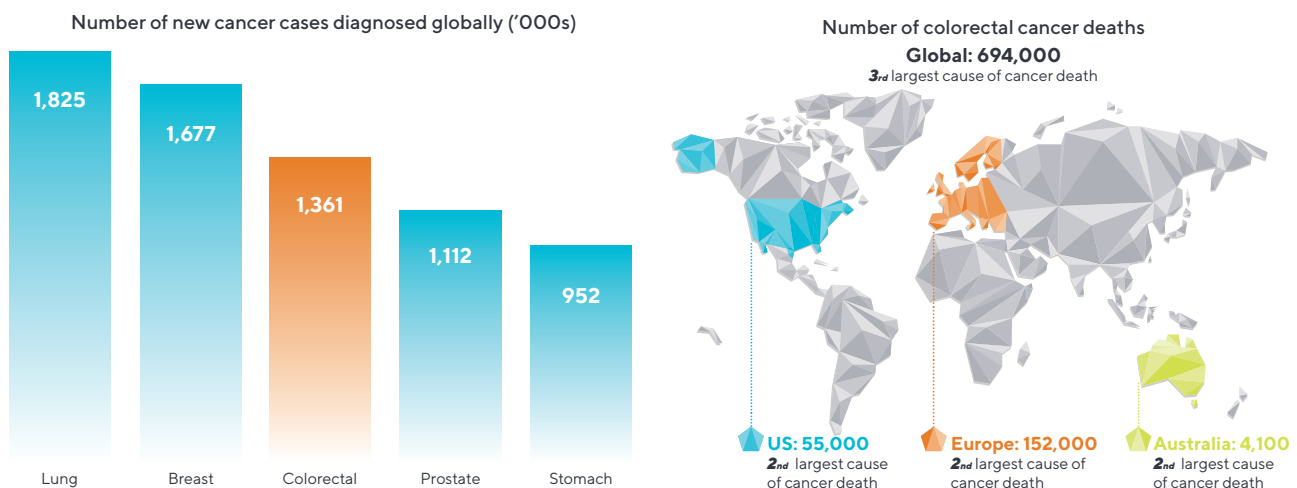 Number of new cancer cases diagnosed globally (’000s)
1,825
1,677
1,361
1,112
952
Lung
Breast
Colorectal
Prostate
Stomach
Number of colorectal cancer deaths
Global: 694,000
3rd largest cause of cancer death
US: 55,000
2nd largest cause
of cancer death
Europe: 152,000
2nd largest cause of
cancer death
Australia: 4,100
2nd largest cause
of cancer death